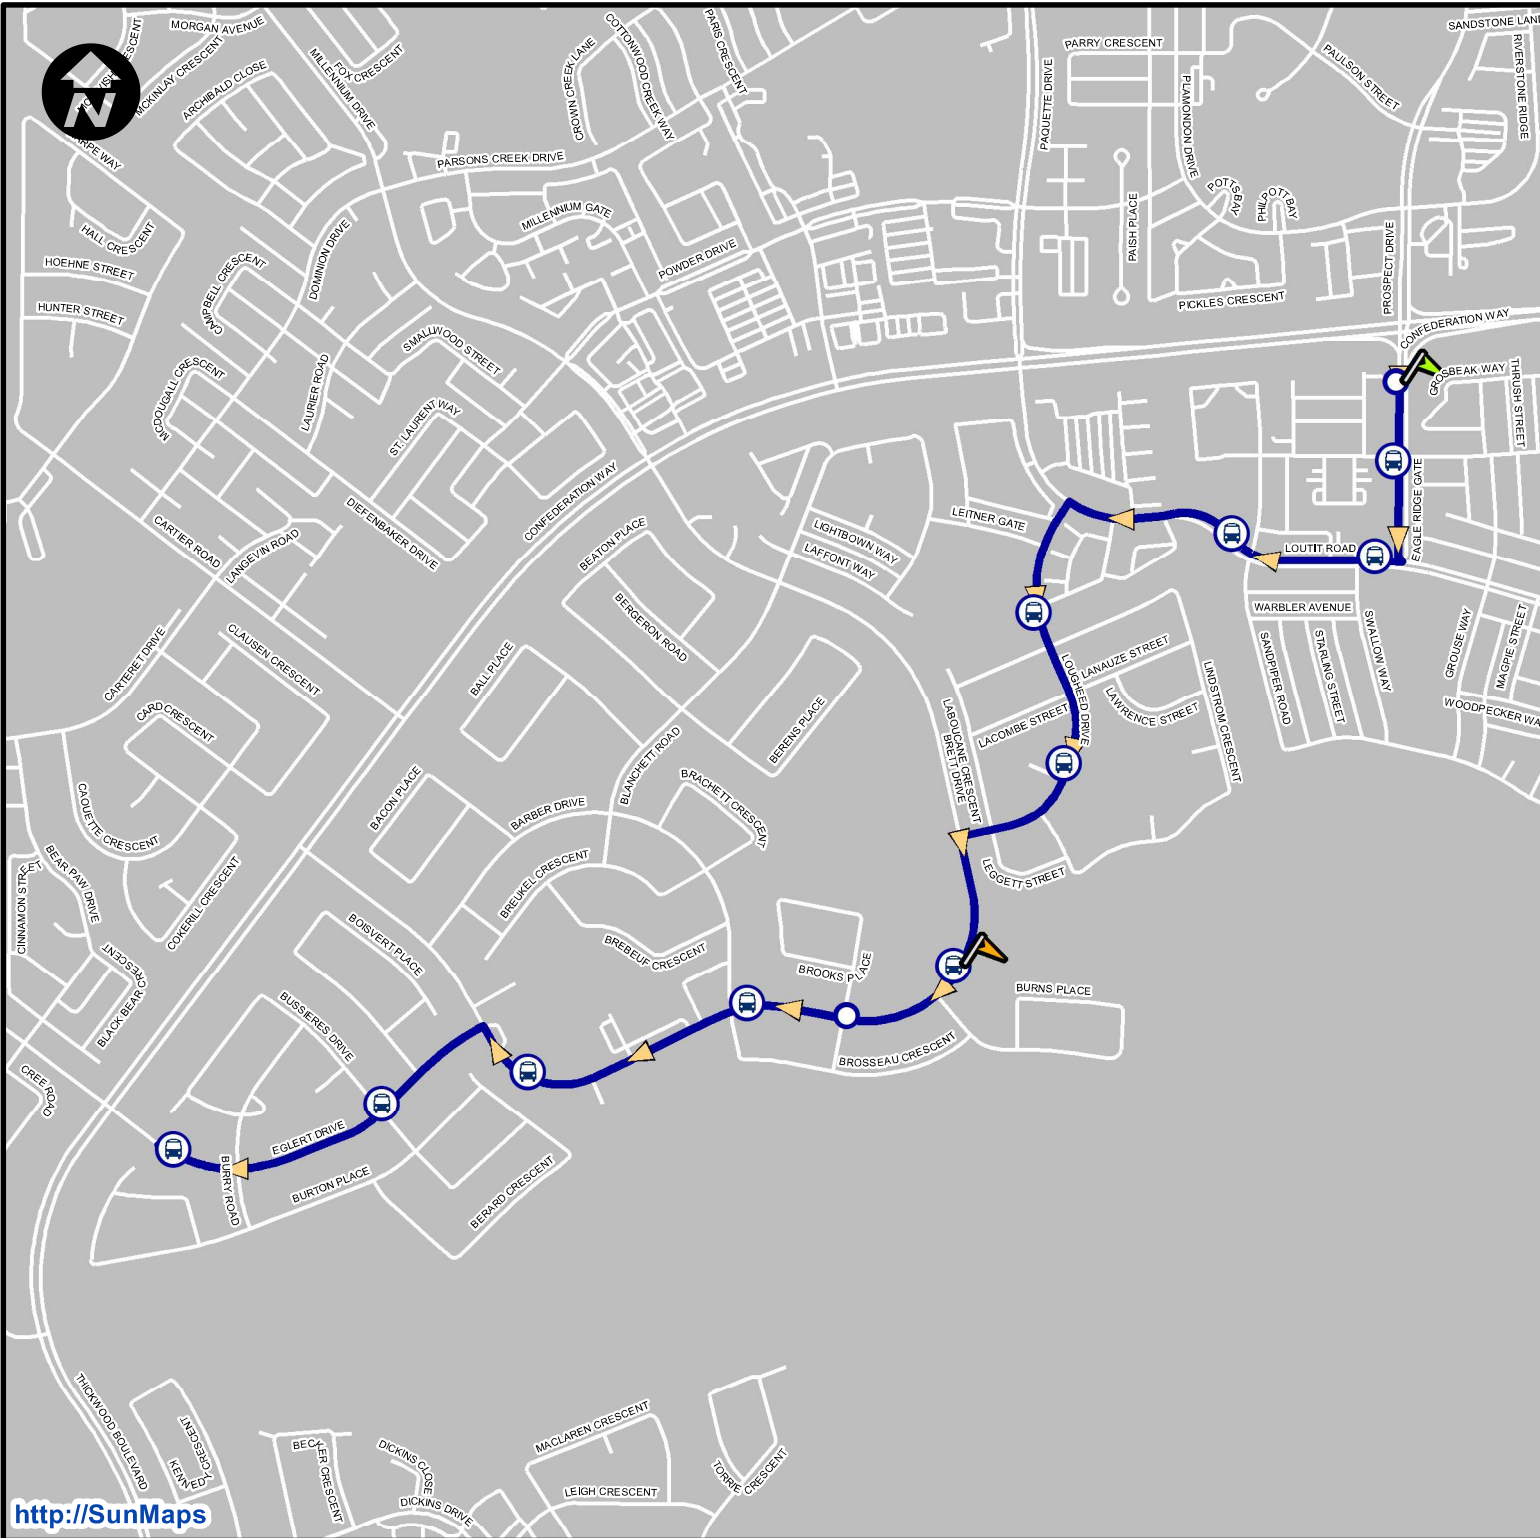 MORGAN AVENUE
MCKINLAY CRESCENT
ARCHIBALD CLOSE
FOX CRESCENT
MILLENNIUM DRIVE
CROWN CREEK LANE
COTTONWOOD CREEK WAY
PARIS CRESCENT
PARRY CRESCENT
PAQUETTE DRIVE
PLAMONDON DRIVE
PAULSON STREET
SANDSTONE LAN
RIVERSTONE RIDGE
N
PARSONS CREEK DRIVE
MILLENNIUM GATE
POWDER DRIVE
PAISH PLACE
POTTS BAY
PHILPOTT BAY
PROSPECT DRIVE
PICKLES CRESCENT
CONFEDERATION WAY
HALL CRESCENT
HOEHNE STREET
HUNTER STREET
CAMPBELL CRESCENT
DOMINION DRIVE
SMALLWOOD STREET
MCDOUGALL CRESCENT
LAURIER ROAD
ST. LAURENT WAY
GROSBEAK WAY
THRUSH STREET
EAGLE RIDGE GATE
CONFEDERATION WAY
DIEFENBAKER DRIVE
CARTIER ROAD
LANGEVIN ROAD
BEATON PLACE
LIGHTBOWN WAY
LAFFONT WAY
LEITNER GATE
LOUTIT ROAD
WARBLER AVENUE
SANDPIPER ROAD
STARLING STREET
SWALLOW WAY
GROUSE WAY
MAGPIE STREET
WOODPECKER WA
CLAUSEN CRESCENT
CARTERET DRIVE
CARD CRESCENT
BERGERON ROAD
BALL PLACE
LOUGHEED DRIVE
LANAUZE STREET
LACOMBE STREET
LAWRENCE STREET
LINDSTROM CRESCENT
LABOUCANE CRESCENT
BRETT DRIVE
BERENS PLACE
BLANCHETT ROAD
BRACHETT CRESCENT
BACON PLACE
BARBER DRIVE
CAOUETTE CRESCENT
BEAR PAW DRIVE
CINNAMON STREET
COKERILL CRESCENT
BLACK BEAR CRESCENT
BREUKEL CRESCENT
LEGGETT STREET
BOISVERT PLACE
BREBEUF CRESCENT
BROOKS PLACE
BURNS PLACE
BROSSEAU CRESCENT
BUSSIERES DRIVE
CREE ROAD
EGLERT DRIVE
BURRY ROAD
BURTON PLACE
BERARD CRESCENT
THICKWOOD BOULEVARD
KENNEDY CRESCENT
BECKER CRESCENT
DICKINS CLOSE
DICKINS DRIVE
MACLAREN CRESCENT
LEIGH CRESCENT
TORRIE CRESCENT
http://SunMaps